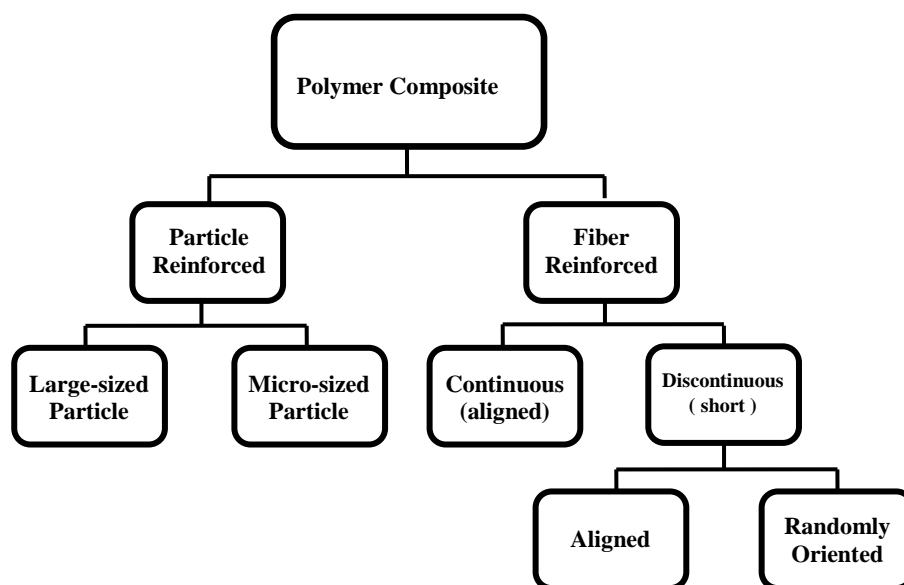 Polymer Composite
Particle
Reinforced
Fiber
Reinforced
Large-sized
Particle
Micro-sized
Particle
Continuous
(aligned)
Discontinuous
( short )
Aligned
Randomly
Oriented